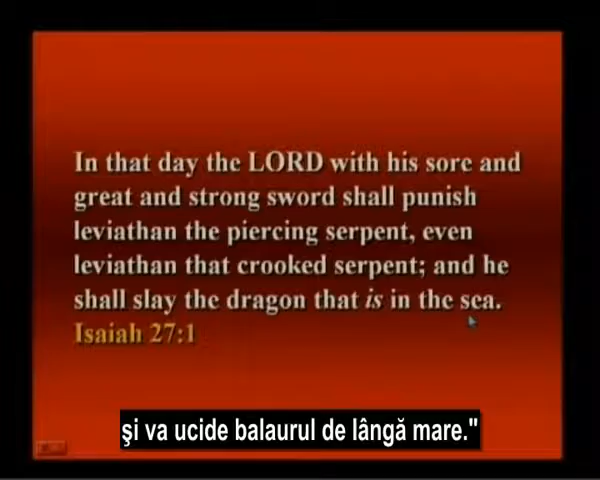 In that day the LORD with his sore and
great and strong sword shall punish
leviathan the piercing serpent, even
leviathan that crooked serpent; and he
shall slay the dragon that is in the sea.
Isaiah 27:1
şi va ucide balaurul de lângă mare."